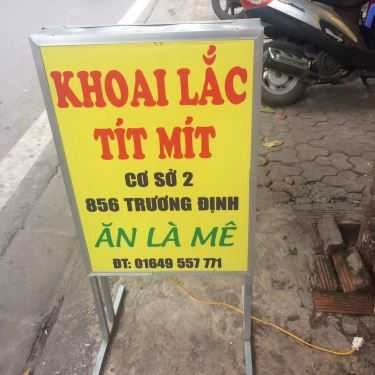 KHOAI LẮC
TÍT MÍT
CƠ SỞ 2
856 TRƯƠNG ĐỊNH
ĂN LÀ MÊ
ĐT: 01649 557 771